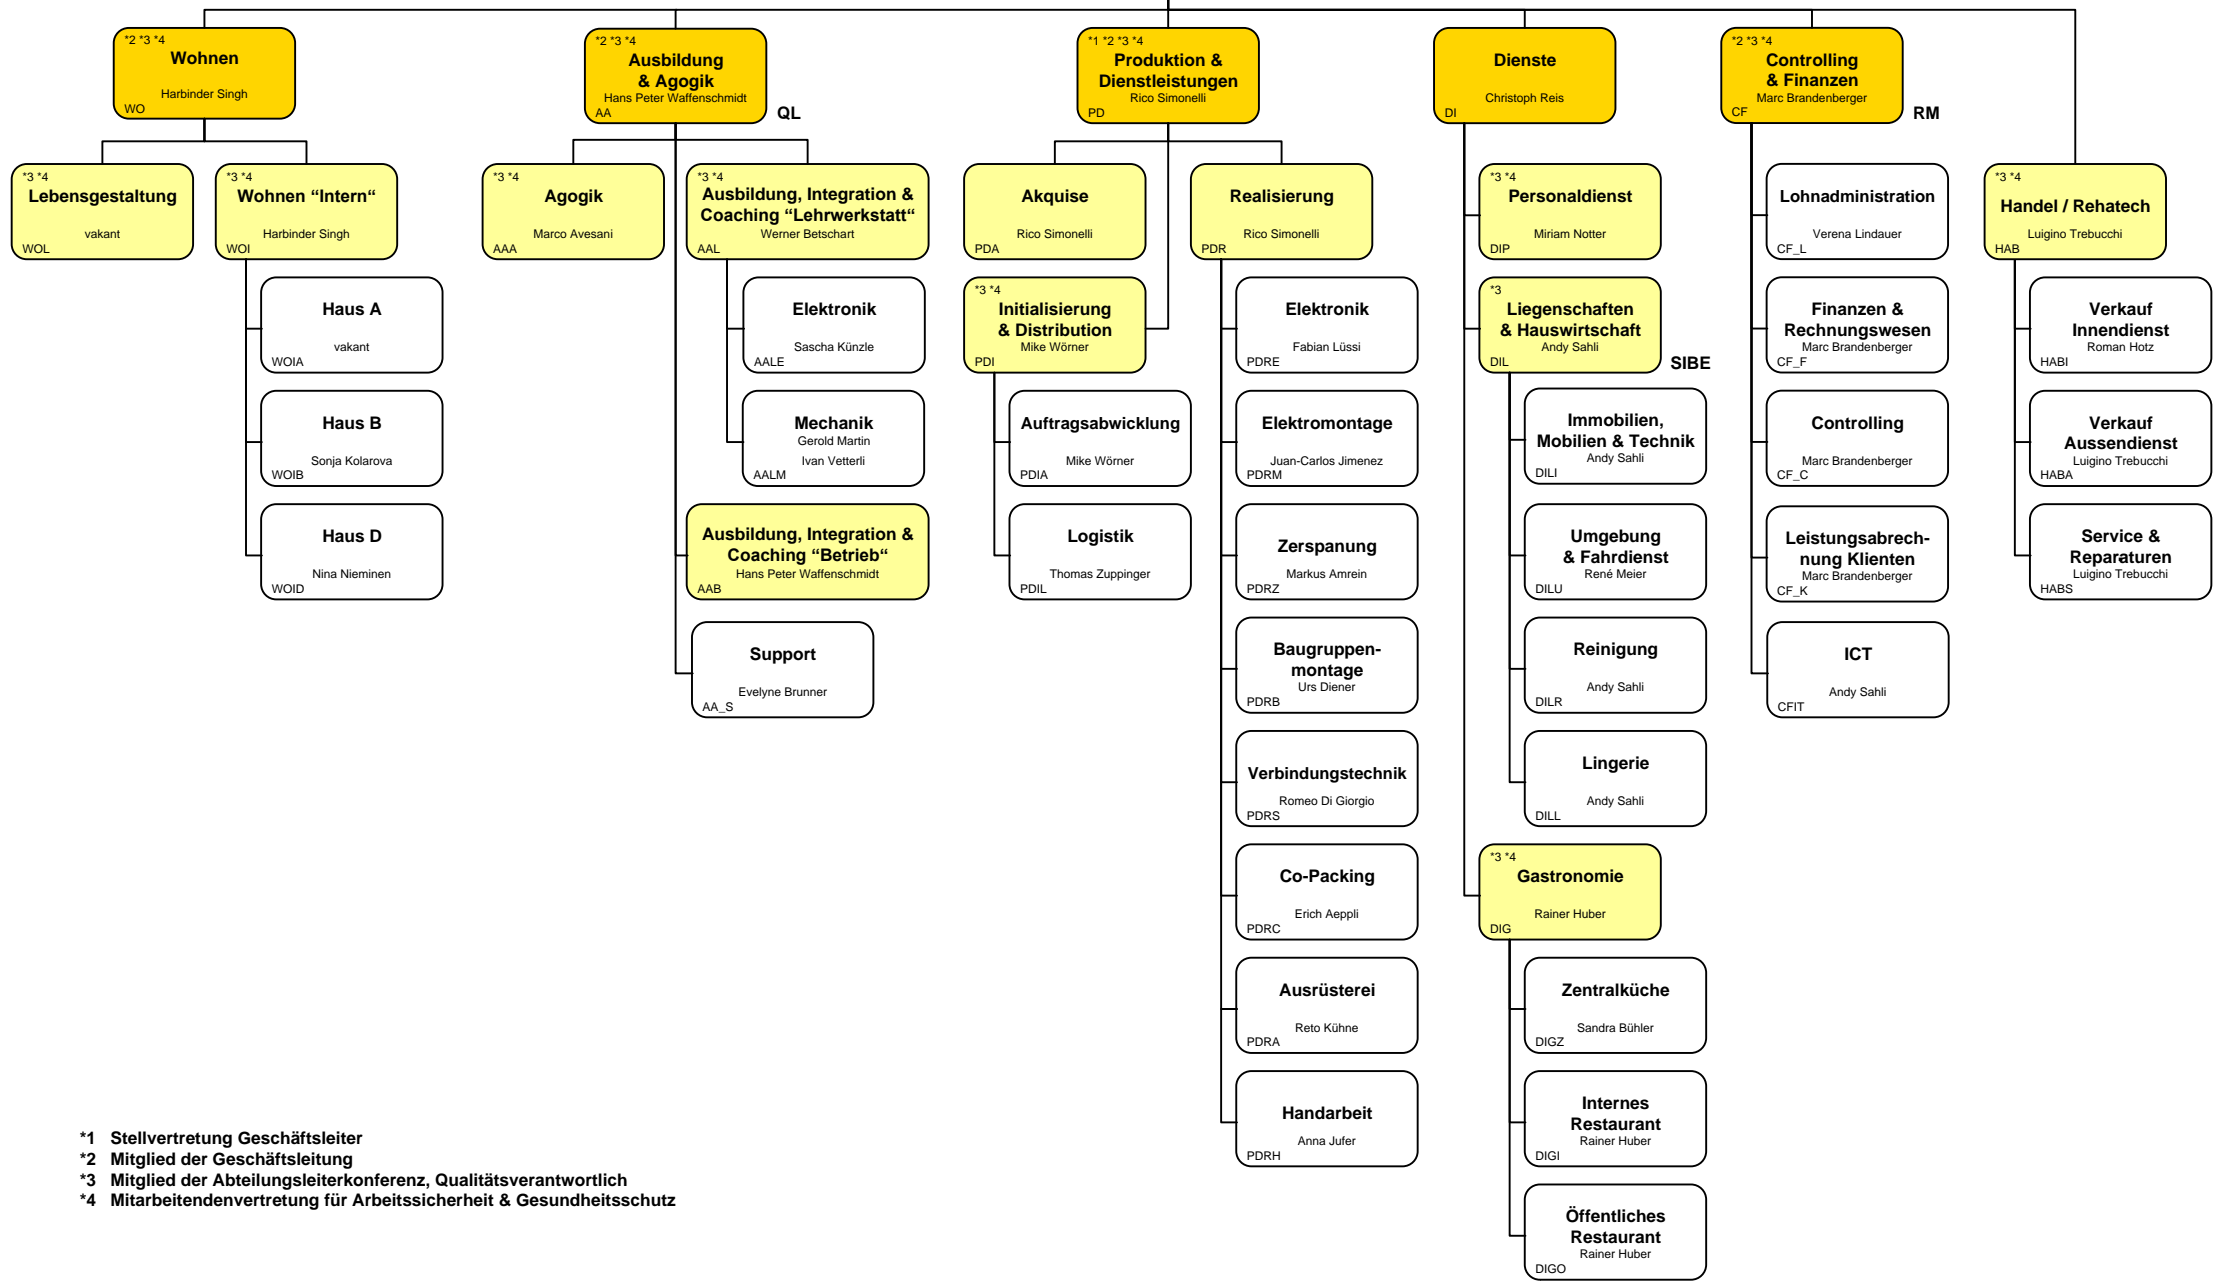 *2 *3 *4
Wohnen
Harbinder Singh
WO
*2 *3 *4
Ausbildung
& Agogik
Hans Peter Waffenschmidt
AA
QL
*1 *2 *3 *4
Produktion &
Dienstleistungen
Rico Simonelli
PD
Dienste
Christoph Reis
DI
*2 *3 *4
Controlling
& Finanzen
Marc Brandenberger
CF
RM
*3 *4
Lebensgestaltung
vakant
WOL
*3 *4
Wohnen “Intern“
Harbinder Singh
WOI
Haus A
vakant
WOIA
Haus B
Sonja Kolarova
WOIB
Haus D
Nina Nieminen
WOID
*3 *4
Agogik
Marco Avesani
AAA
*3 *4
Ausbildung, Integration &
Coaching “Lehrwerkstatt“
Werner Betschart
AAL
Elektronik
Sascha Künzle
AALE
Mechanik
Gerold Martin
Ivan Vetterli
AALM
Ausbildung, Integration &
Coaching “Betrieb“
Hans Peter Waffenschmidt
AAB
Support
Evelyne Brunner
AA_S
Akquise
Rico Simonelli
PDA
*3 *4
Initialisierung
& Distribution
Mike Wörner
PDI
Auftragsabwicklung
Mike Wörner
PDIA
Logistik
Thomas Zuppinger
PDIL
Realisierung
Rico Simonelli
PDR
Elektronik
Fabian Lüssi
PDRE
Elektromontage
Juan-Carlos Jimenez
PDRM
Zerspanung
Markus Amrein
PDRZ
Baugruppen-
montage
Urs Diener
PDRB
Verbindungstechnik
Romeo Di Giorgio
PDRS
Co-Packing
Erich Aeppli
PDRC
Ausrüsterei
Reto Kühne
PDRA
Handarbeit
Anna Jufer
PDRH
*3 *4
Personaldienst
Miriam Notter
DIP
*3
Liegenschaften
& Hauswirtschaft
Andy Sahli
DIL
SIBE
Immobilien,
Mobilien & Technik
Andy Sahli
DILI
Umgebung
& Fahrdienst
René Meier
DILU
Reinigung
Andy Sahli
DILR
Lingerie
Andy Sahli
DILL
*3 *4
Gastronomie
Rainer Huber
DIG
Zentralküche
Sandra Bühler
DIGZ
Internes
Restaurant
Rainer Huber
DIGI
Öffentliches
Restaurant
Rainer Huber
DIGO
Lohnadministration
Verena Lindauer
CF_L
Finanzen &
Rechnungswesen
Marc Brandenberger
CF_F
Controlling
Marc Brandenberger
CF_C
Leistungsabrech-
nung Klienten
Marc Brandenberger
CF_K
ICT
Andy Sahli
CFIT
*3 *4
Handel / Rehatech
Luigino Trebucchi
HAB
Verkauf
Innendienst
Roman Hotz
HABI
Verkauf
Aussendienst
Luigino Trebucchi
HABA
Service &
Reparaturen
Luigino Trebucchi
HABS
*1 Stellvertretung Geschäftsleiter
*2 Mitglied der Geschäftsleitung
*3 Mitglied der Abteilungsleiterkonferenz, Qualitätsverantwortlich
*4 Mitarbeitendenvertretung für Arbeitssicherheit & Gesundheitsschutz